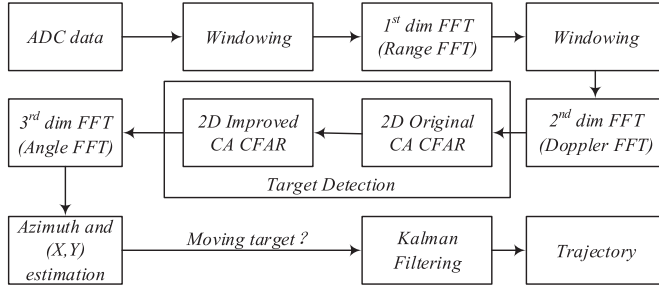 ADC data
Windowing
1st dim FFT
(Range FFT)
Windowing
3rd dim FFT
(Angle FFT)
2D Improved
CA CFAR
2D Original
CA CFAR
2nd dim FFT
(Doppler FFT)
Target Detection
Azimuth and
(X,Y)
estimation
Moving target ?
Kalman
Filtering
Trajectory